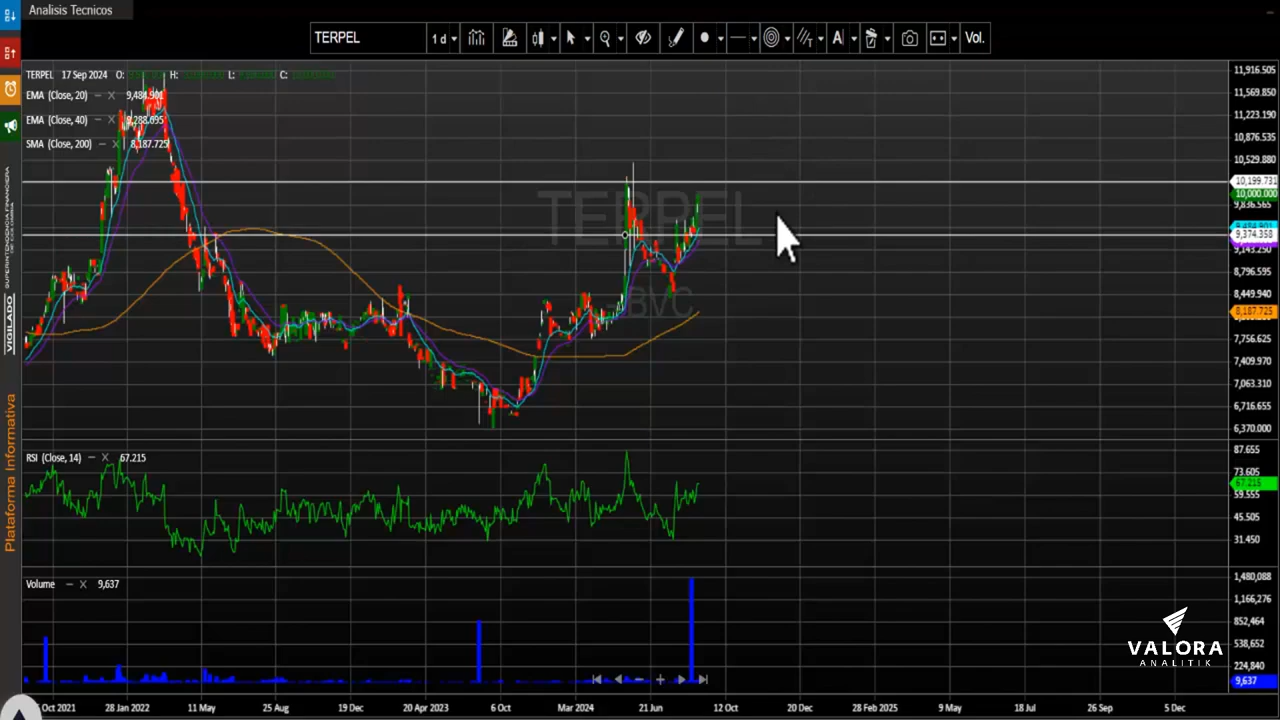 Analisis Tecnicos
TERPEL
1 d
Vol.
TERPEL 17 Sep 2024 O: H: L: C:
EMA (Close, 20) 9,484.901
EMA (Close, 40) 9,288.695
SMA (Close, 200) 8,187.725
TERPEL
- BVC
11,916.505
11,569.850
11,223.190
10,876.535
10,529.880
10,199.731
10,000.000
9,836.565
9,374.358
9,143.250
8,796.595
8,449.940
8,187.725
7,756.625
7,409.970
7,063.310
6,716.655
6,370.000
RSI (Close, 14) 67.215
87.655
73.605
67.215
59.555
45.505
31.450
Volume 9,637
1,480,088
1,166,276
852,464
538,652
224,840
9,637
Oct 2021
28 Jan 2022
11 May
25 Aug
19 Dec
20 Apr 2023
6 Oct
Mar 2024
21 Jun
12 Oct
20 Dec
28 Feb 2025
9 May
18 Jul
26 Sep
5 Dec
VIGILADO
SUPERINTENDENCIA FINANCIERA
DE COLOMBIA
Plataforma Informativa
VALORA
ANALITIK